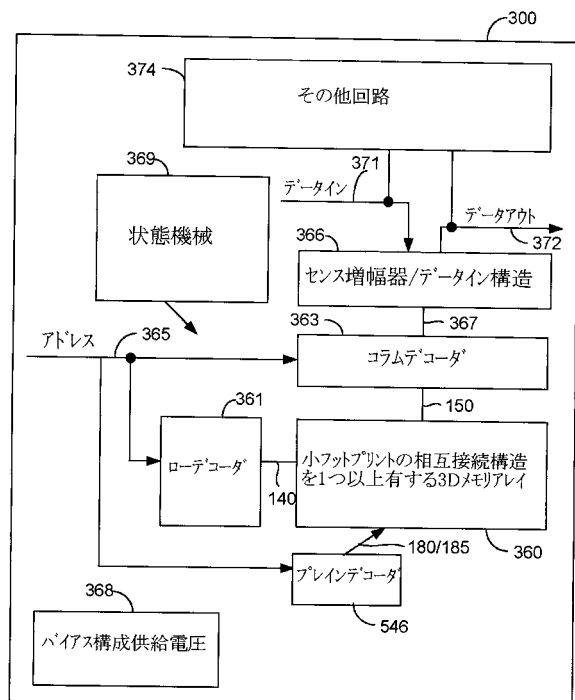 300
374
その他回路
369
状態機械
371
データイン
データアウト
372
366
センス増幅器/データイン構造
367
363
コラムデコーダ
アドレス
365
150
361
ローデコーダ
140
小フットプリントの相互接続構造
を1つ以上有する3Dメモリアレイ
360
180/185
プレインデコーダ
546
368
バイアス構成供給電圧